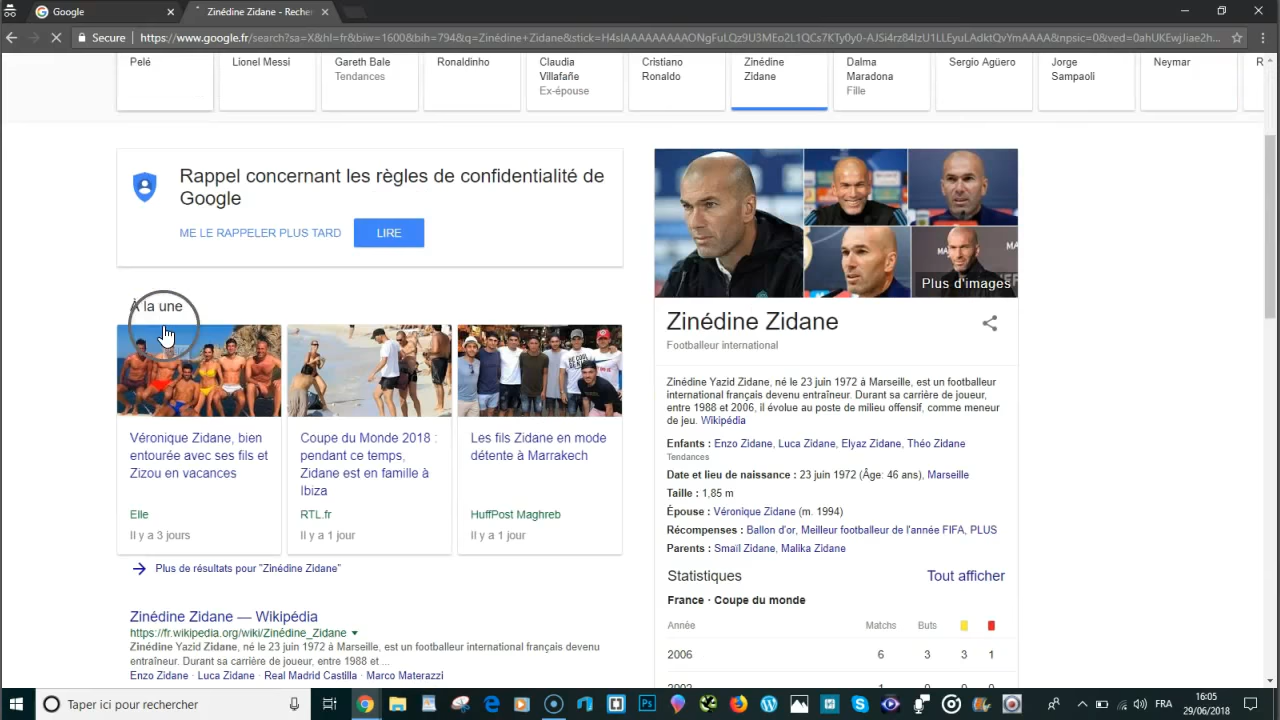 Google
Zinédine Zidane - Recher
Secure
https://www.google.fr/search?sa=X&hl=fr&biw=1600&bih=794&q=Zinédine+Zidane&stick=
Pelé
Lionel Messi
Gareth Bale
Tendances
Ronaldinho
Claudia
Villafañe
Ex-épouse
Cristiano
Ronaldo
Zinédine
Zidane
Dalma
Maradona
Fille
Sergio Agüero
Jorge
Sampaoli
Neymar
R
Rappel concernant les règles de confidentialité de
Google
ME LE RAPPELER PLUS TARD
LIRE
À la une
Véronique Zidane, bien
entourée avec ses fils et
Zizou en vacances
Elle
Il y a 3 jours
Coupe du Monde 2018 :
pendant ce temps,
Zidane est en famille à
Ibiza
RTL.fr
Il y a 1 jour
BE COOL
Les fils Zidane en mode
détente à Marrakech
HuffPost Maghreb
Il y a 1 jour
Plus de résultats pour "Zinédine Zidane"
Zinédine Zidane — Wikipédia
https://fr.wikipedia.org/wiki/Zinédine_Zidane
Zinédine Yazid Zidane, né le 23 juin 1972 à Marseille, est un footballeur international français devenu
entraîneur. Durant sa carrière de joueur, entre 1988 et ...
Enzo Zidane · Luca Zidane · Real Madrid Castilla · Marco Materazzi
Plus d'images
Zinédine Zidane
Footballeur international
Zinédine Yazid Zidane, né le 23 juin 1972 à Marseille, est un footballeur
international français devenu entraîneur. Durant sa carrière de joueur,
entre 1988 et 2006, il évolue au poste de milieu offensif, comme meneur
de jeu. Wikipédia
Enfants : Enzo Zidane, Luca Zidane, Elyaz Zidane, Théo Zidane
Tendances
Date et lieu de naissance : 23 juin 1972 (Âge: 46 ans), Marseille
Taille : 1,85 m
Épouse : Véronique Zidane (m. 1994)
Récompenses : Ballon d'or, Meilleur footballeur de l'année FIFA, PLUS
Parents : Smaïl Zidane, Malika Zidane
Statistiques
Tout afficher
France · Coupe du monde
Année Matchs Buts
2006 6 3 3 1
Taper ici pour rechercher
FRA
16:05
29/06/2018